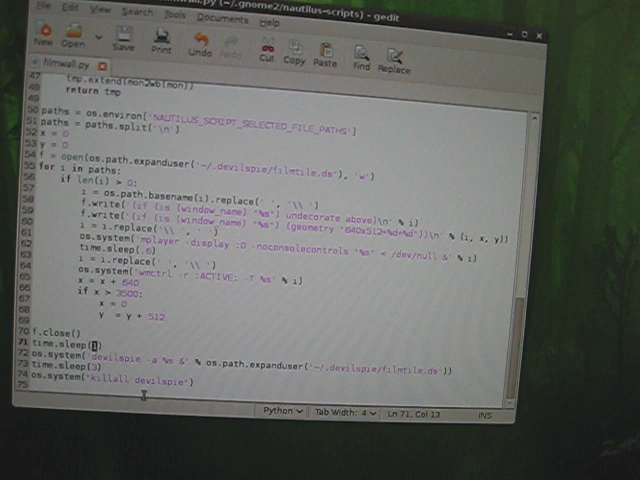 filmwall.py (~/.gnome2/nautilus-scripts) - gedit
File Edit View Search Tools Documents Help
New Open Save Print Undo Redo Cut Copy Paste Find Replace
filmwall.py
47 tmp.extend(mon2wb(mon))
48 return tmp
49
50 paths = os.environ['NAUTILUS_SCRIPT_SELECTED_FILE_PATHS']
51 paths = paths.split('\n')
52 x = 0
53 y = 0
54 f = open(os.path.expanduser('~/.devilspie/filmtile.ds'), 'w')
55 for i in paths:
56 if len(i) > 0:
57 i = os.path.basename(i).replace(' ', '\\ ')
58 f.write('(if (is (window_name) "%s") undecorate above)\n' % i)
59 f.write('(if (is (window_name) "%s") (geometry "640x512+%d+%d"))\n' % (i, x, y))
60 i = i.replace('\\ ', ' ')
61 os.system('mplayer -display :0 -noconsolecontrols "%s" < /dev/null &' % i)
62 time.sleep(.6)
63 i = i.replace(' ', '\\ ')
64 os.system('wmctrl -r :ACTIVE: -T %s' % i)
65 x = x + 640
66 if x > 3500:
67 x = 0
68 y = y + 512
69
70 f.close()
71 time.sleep(1)
72 os.system('devilspie -a %s &' % os.path.expanduser('~/.devilspie/filmtile.ds'))
73 time.sleep(3)
74 os.system("killall devilspie")
75
Python Tab Width: 4 Ln 71, Col 13 INS